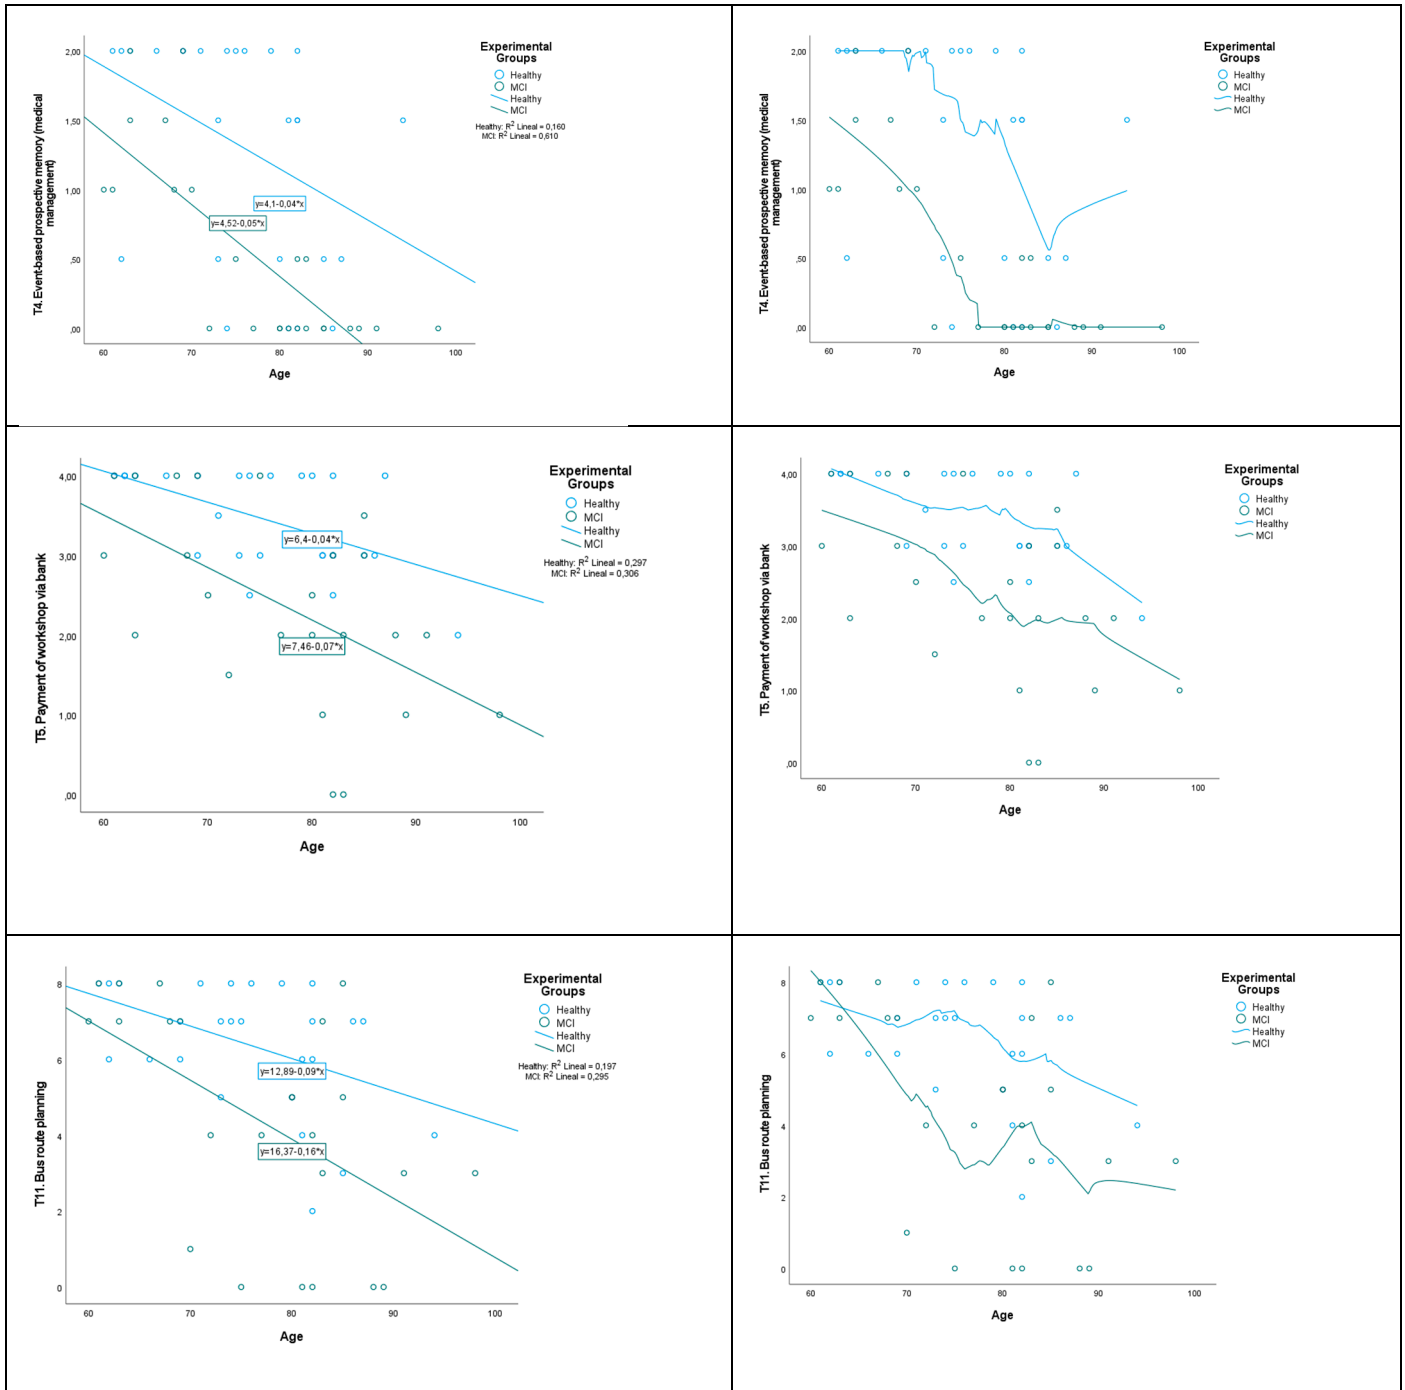 Experimental
Groups
Healthy
MCI
Healthy
MCI
Healthy: R² Lineal = 0,160
MCI: R² Lineal = 0,610
T4. Event-based prospective memory (medical
management)
2,00
1,50
1,00
,50
,00
y=4,1-0,04*x
y=4,52-0,05*x
60 70 80 90 100
Age
Experimental
Groups
Healthy
MCI
Healthy
MCI
T4. Event-based prospective memory (medical
management)
2,00
1,50
1,00
,50
,00
60 70 80 90 100
Age
Experimental
Groups
Healthy
MCI
Healthy
MCI
Healthy: R² Lineal = 0,297
MCI: R² Lineal = 0,306
T5. Payment of workshop via bank
4,00
3,00
2,00
1,00
,00
y=6,4-0,04*x
y=7,46-0,07*x
60 70 80 90 100
Age
Experimental
Groups
Healthy
MCI
Healthy
MCI
T5. Payment of workshop via bank
4,00
3,00
2,00
1,00
,00
60 70 80 90 100
Age
Experimental
Groups
Healthy
MCI
Healthy
MCI
Healthy: R² Lineal = 0,197
MCI: R² Lineal = 0,295
T11. Bus route planning
8
6
4
2
0
y=12,89-0,09*x
y=16,37-0,16*x
60 70 80 90 100
Age
Experimental
Groups
Healthy
MCI
Healthy
MCI
T11. Bus route planning
8
6
4
2
0
60 70 80 90 100
Age